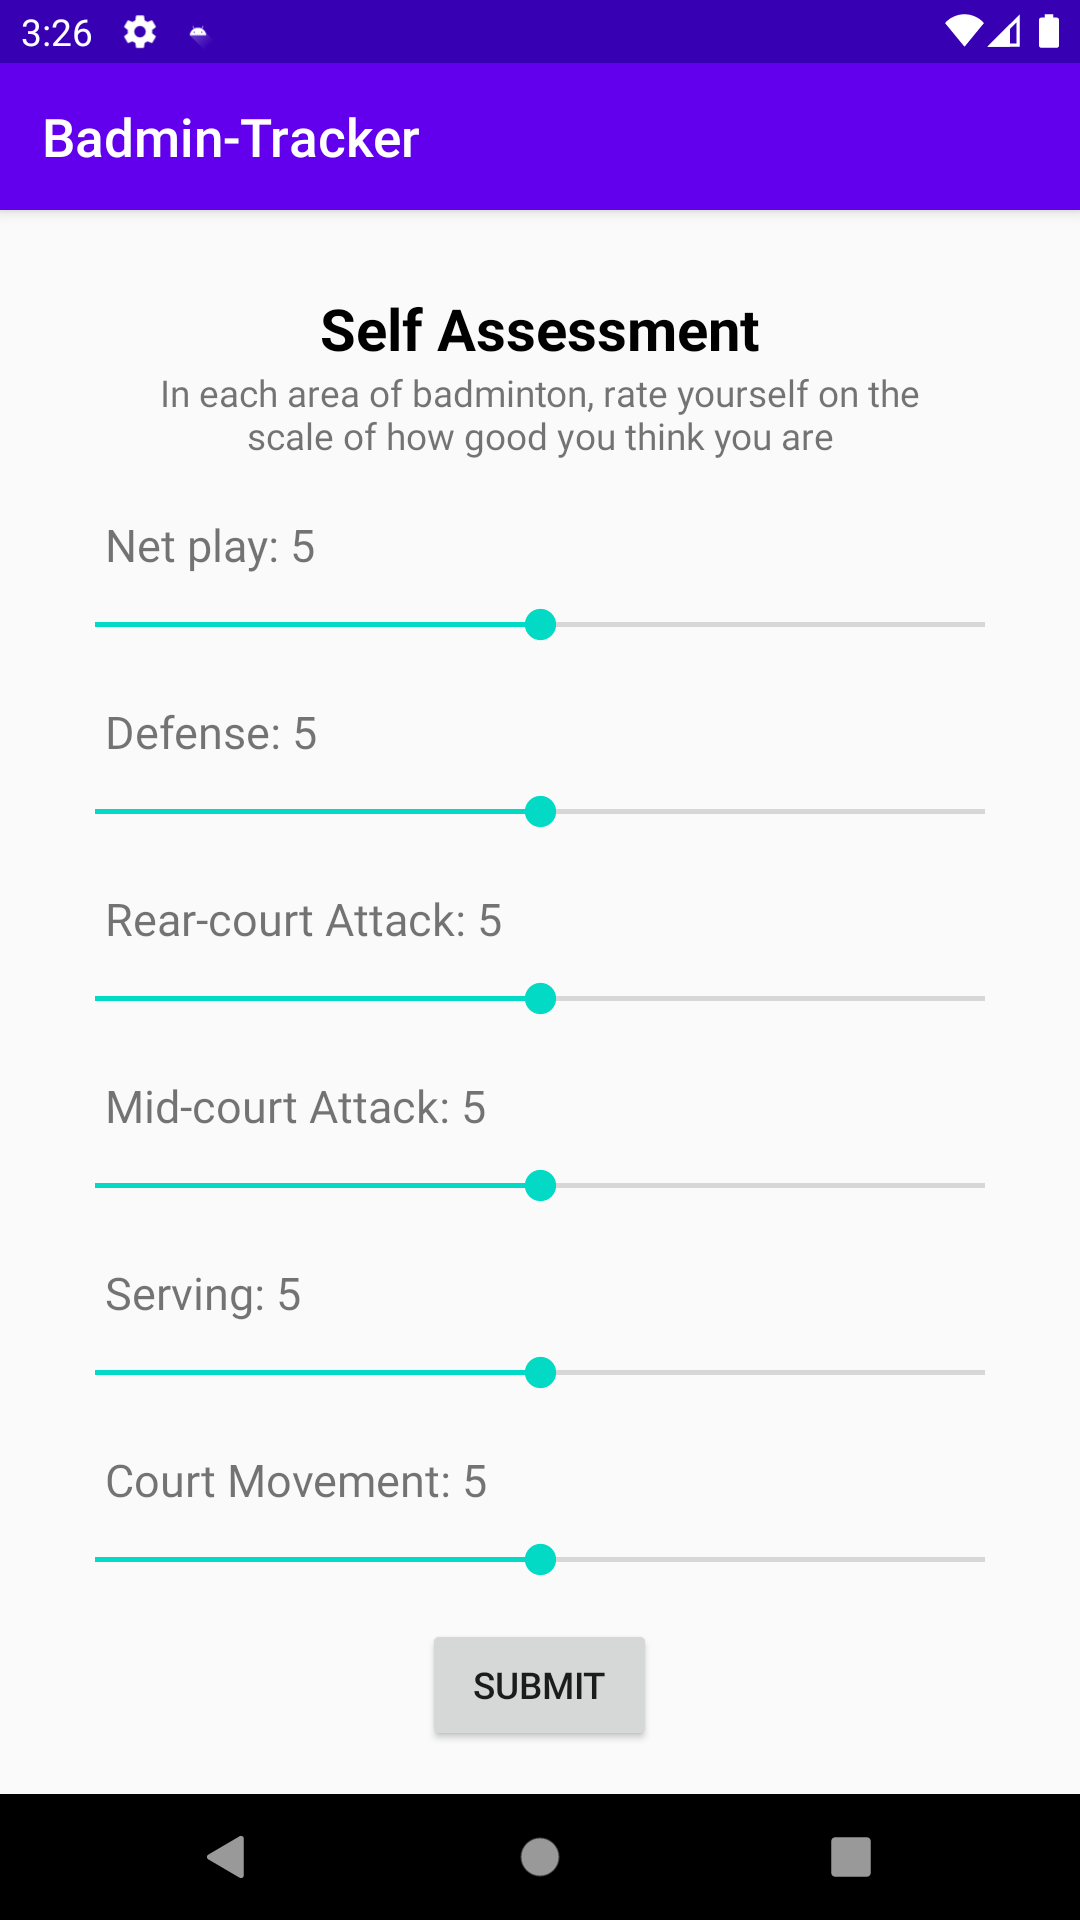 3:26
Badmin-Tracker
Self Assessment
In each area of badminton, rate yourself on the
scale of how good you think you are
Net play: 5
Defense: 5
Rear-court Attack: 5
Mid-court Attack: 5
Serving: 5
Court Movement: 5
SUBMIT